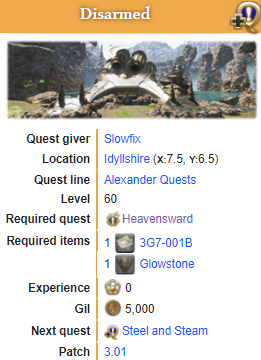 Disarmed
Quest giver Slowfix
Location Idyllshire (X:7.5, Y:6.5)
Quest line Alexander Quests
Level 60
Required quest Heavensward
Required items 1 3G7-001B
1 Glowstone
Experience 0
Gil 5,000
Next quest Steel and Steam
Patch 3.01